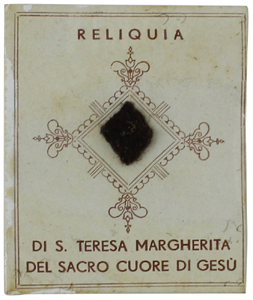 RELIQUIA
DI S. TERESA MARGHERITA
DEL SACRO CUORE DI GESÙ